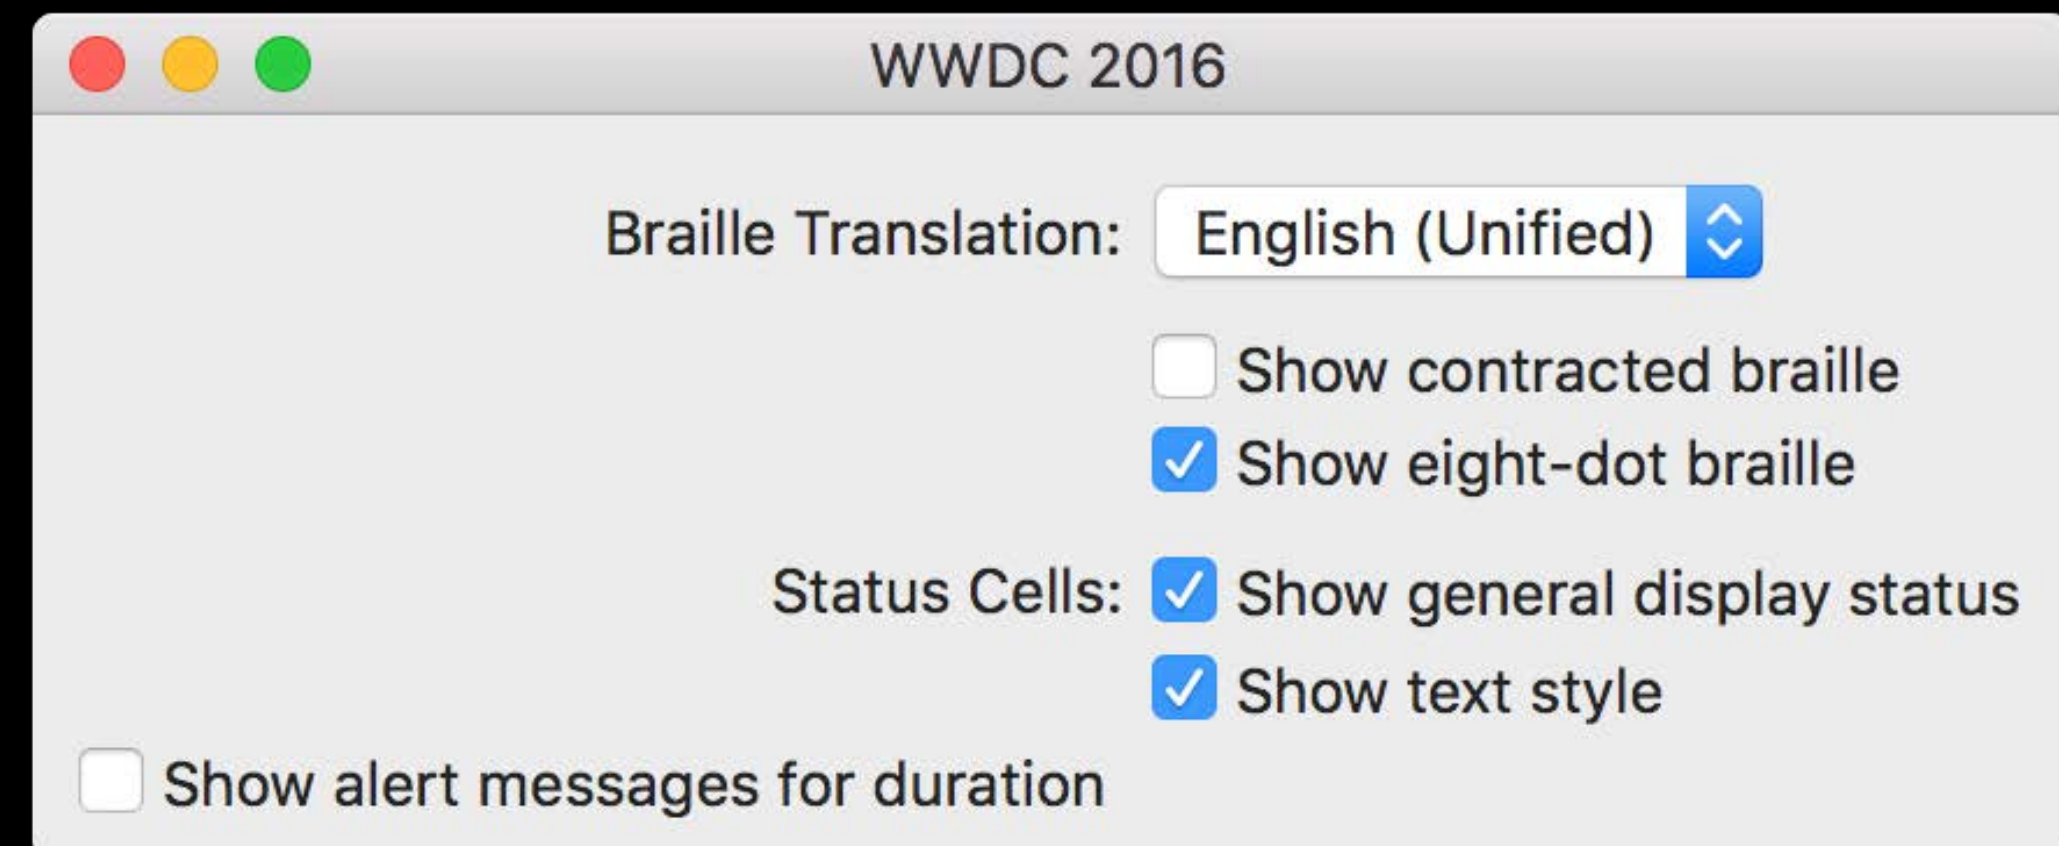 WWDC 2016
Braille Translation: English (Unified)
Show contracted braille
Show eight-dot braille
Status Cells: Show general display status
Show text style
Show alert messages for duration